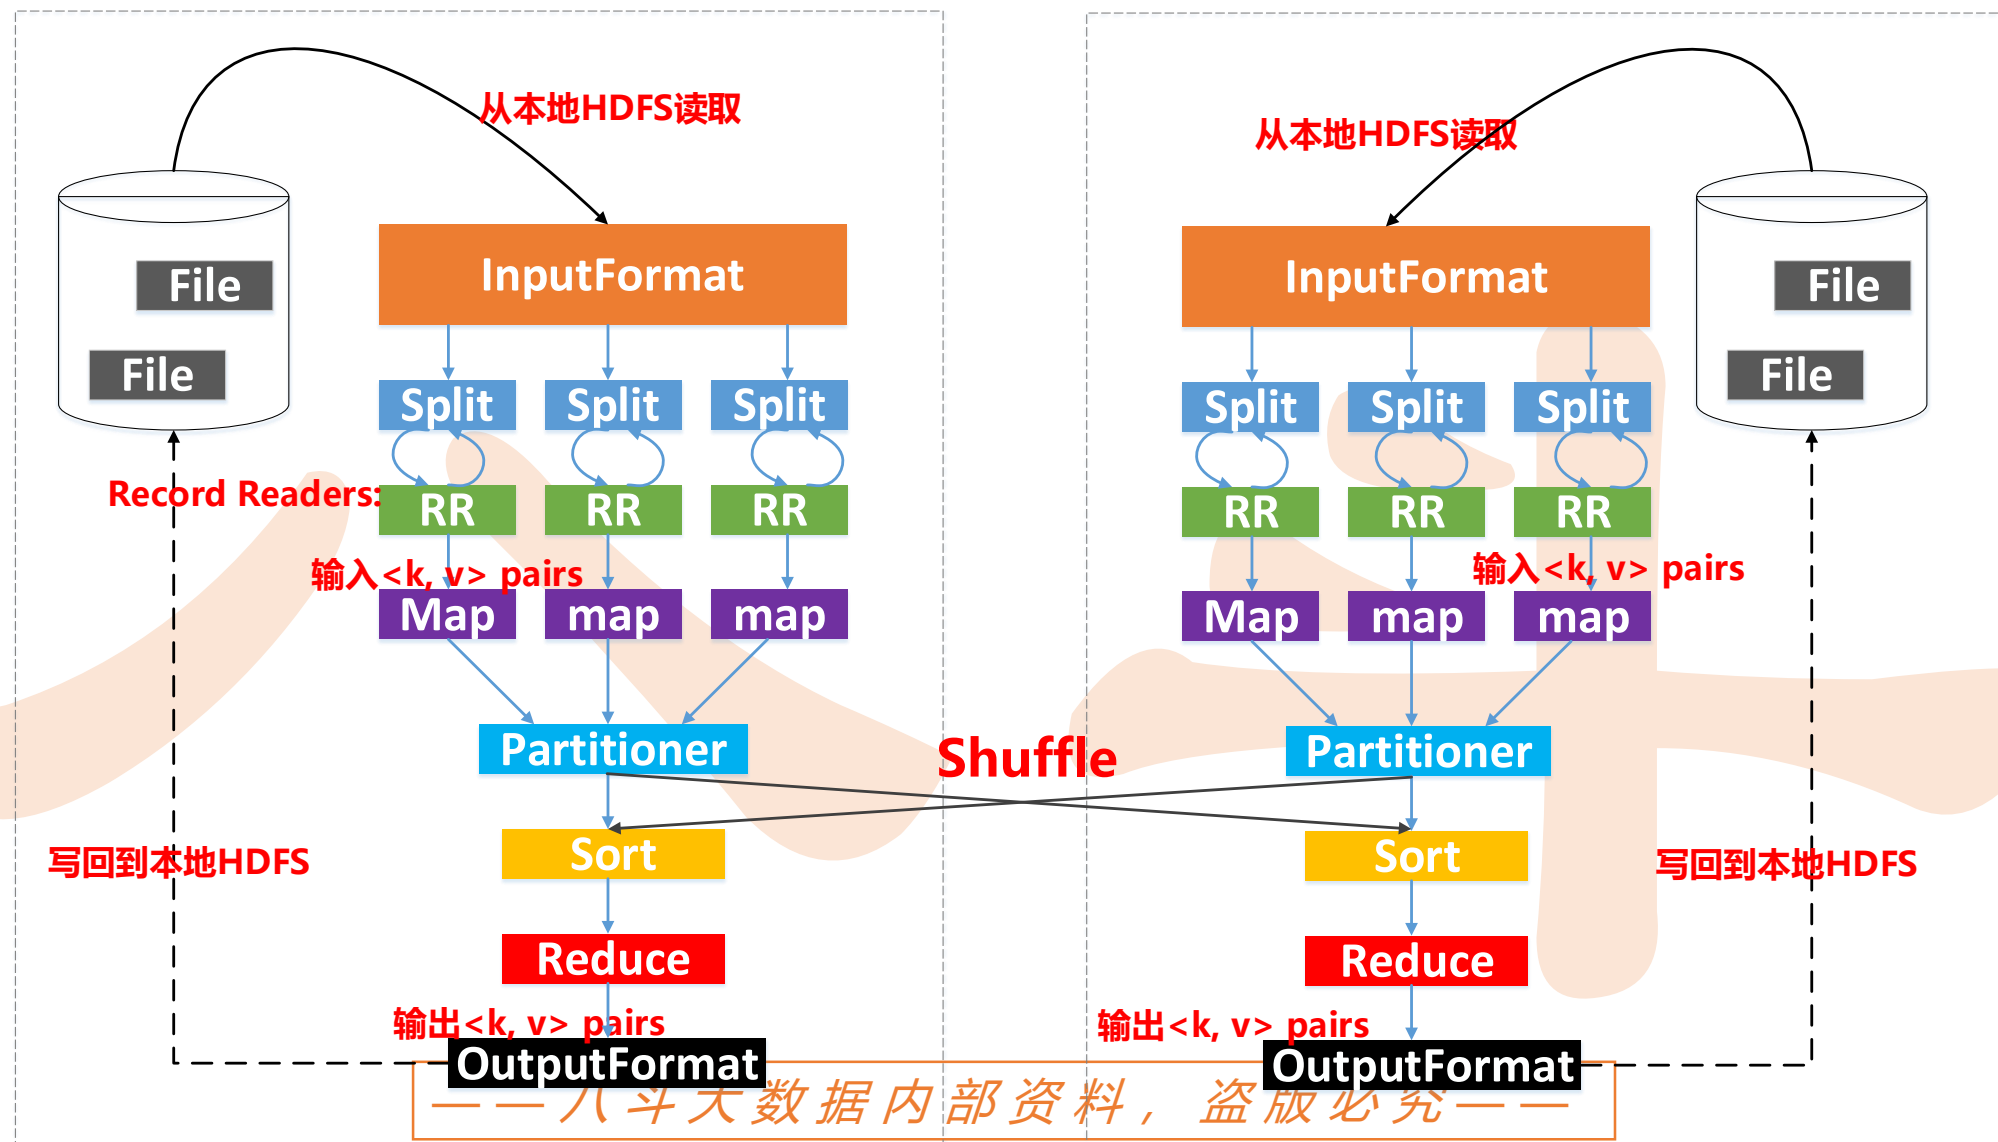 从本地HDFS读取
从本地HDFS读取
File
File
InputFormat
Split Split Split
Record Readers:
RR RR RR
输入<k, v> pairs
Map map map
Partitioner
Shuffle
写回到本地HDFS
Sort
Reduce
输出<k, v> pairs
OutputFormat
InputFormat
File
File
Split Split Split
RR RR RR
输入<k, v> pairs
Map map map
Partitioner
Sort
写回到本地HDFS
Reduce
输出<k, v> pairs
OutputFormat
——八斗大数据内部资料，盗版必究——